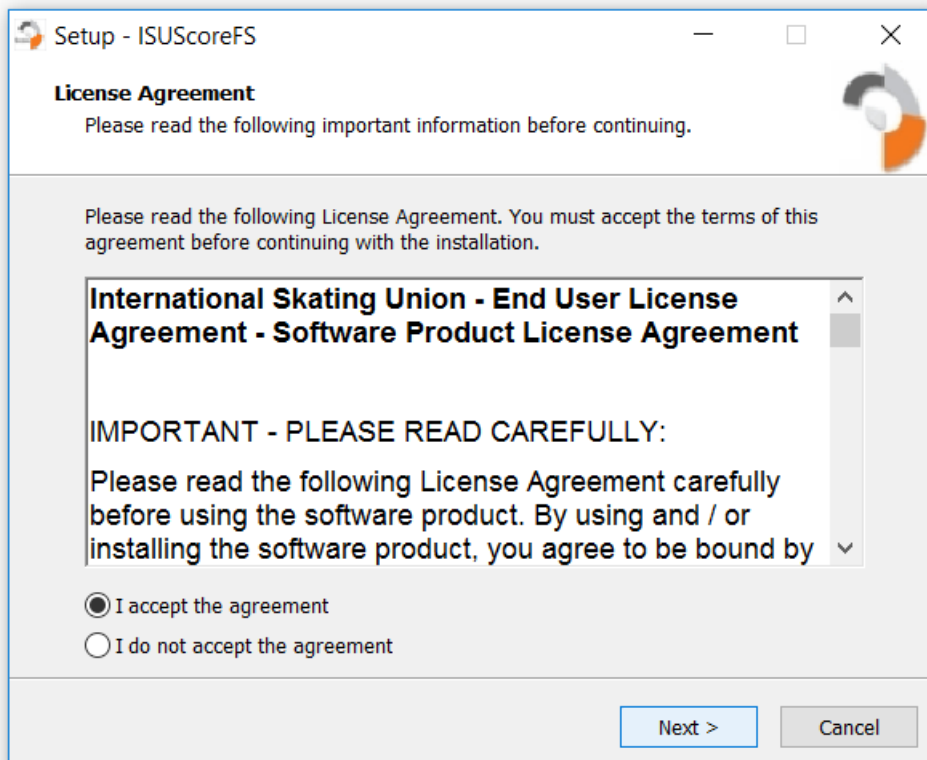 Setup - ISUScoreFS
License Agreement
Please read the following important information before continuing.
Please read the following License Agreement. You must accept the terms of this
agreement before continuing with the installation.
International Skating Union - End User License
Agreement - Software Product License Agreement
IMPORTANT - PLEASE READ CAREFULLY:
Please read the following License Agreement carefully
before using the software product. By using and / or
installing the software product, you agree to be bound by
I accept the agreement
I do not accept the agreement
Next >
Cancel